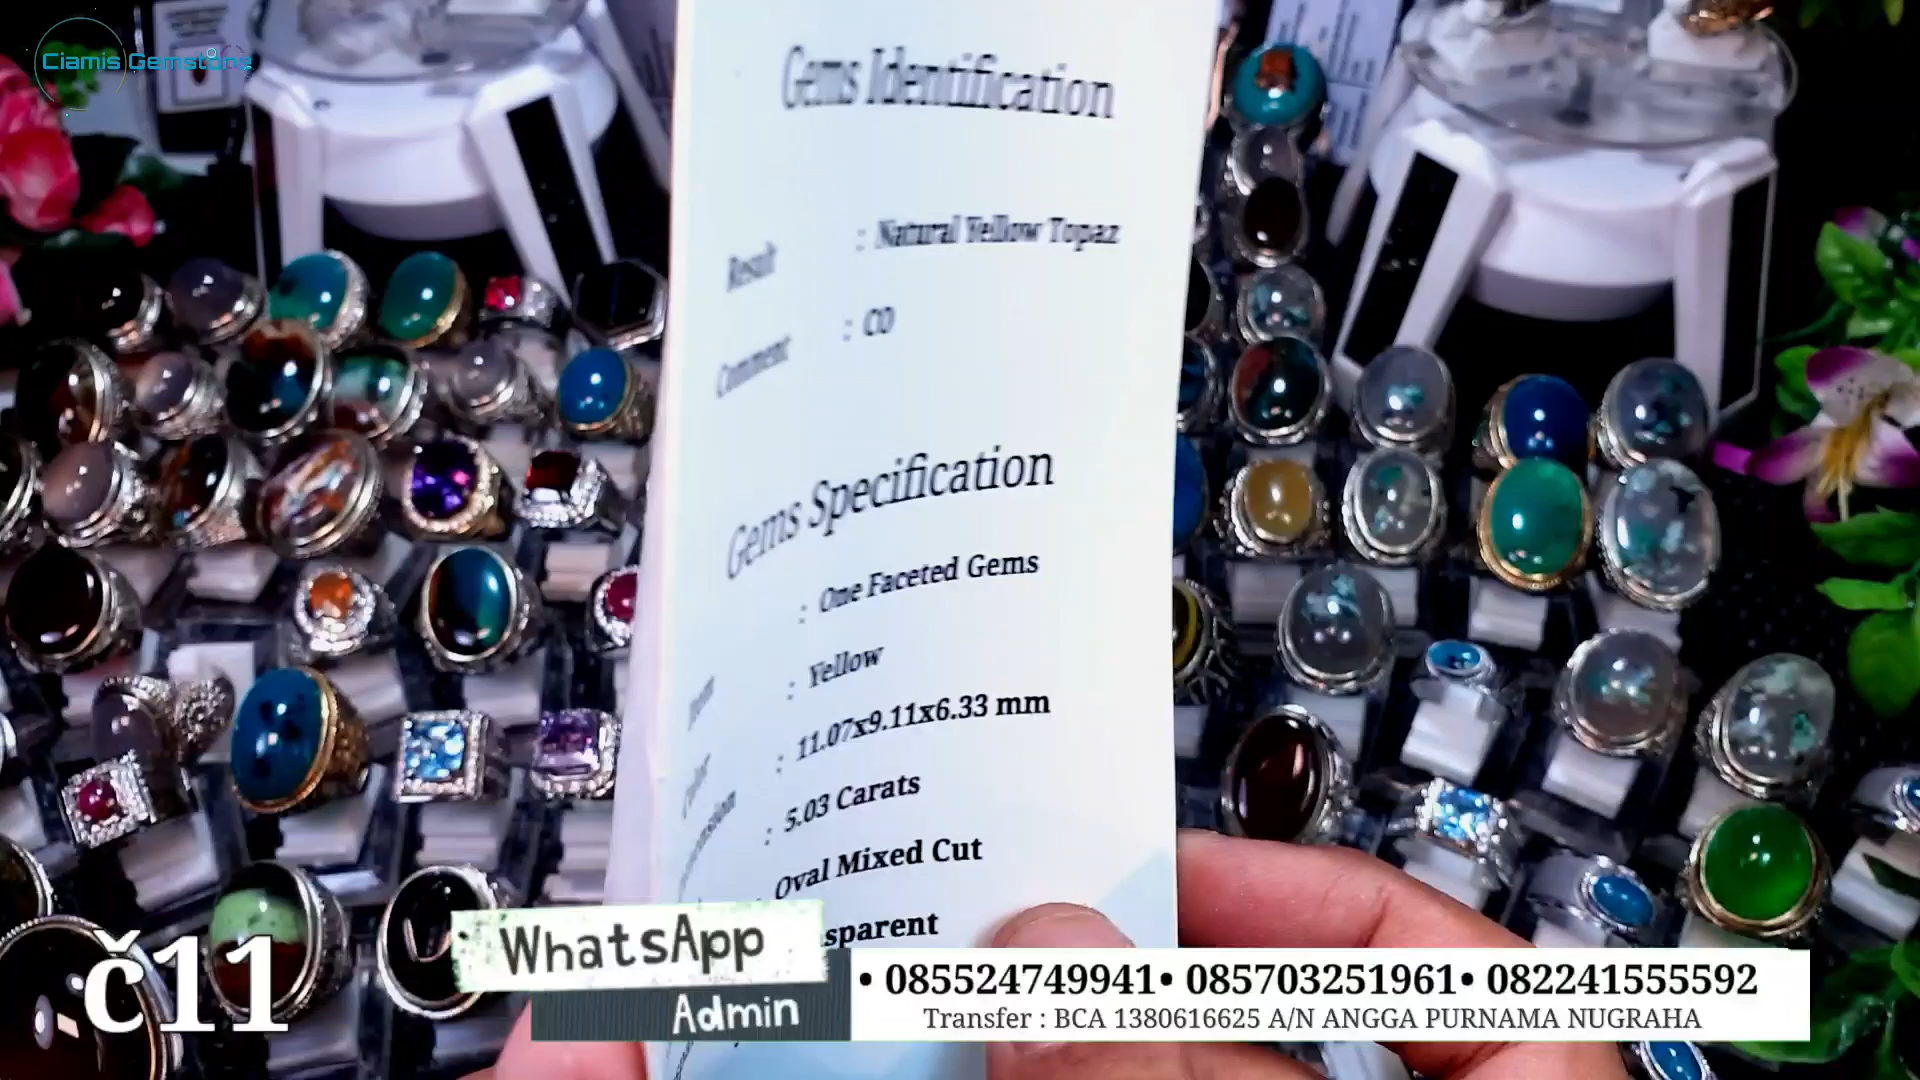 Ciamis Gemstone
Gems Identification
Result : Natural Yellow Topaz
Comment : CO
Gems Specification
: One Faceted Gems
: Yellow
: 11.07x9.11x6.33 mm
: 5.03 Carats
Oval Mixed Cut
sparent
č11
WhatsApp
Admin
• 085524749941• 085703251961• 082241555592
Transfer : BCA 1380616625 A/N ANGGA PURNAMA NUGRAHA